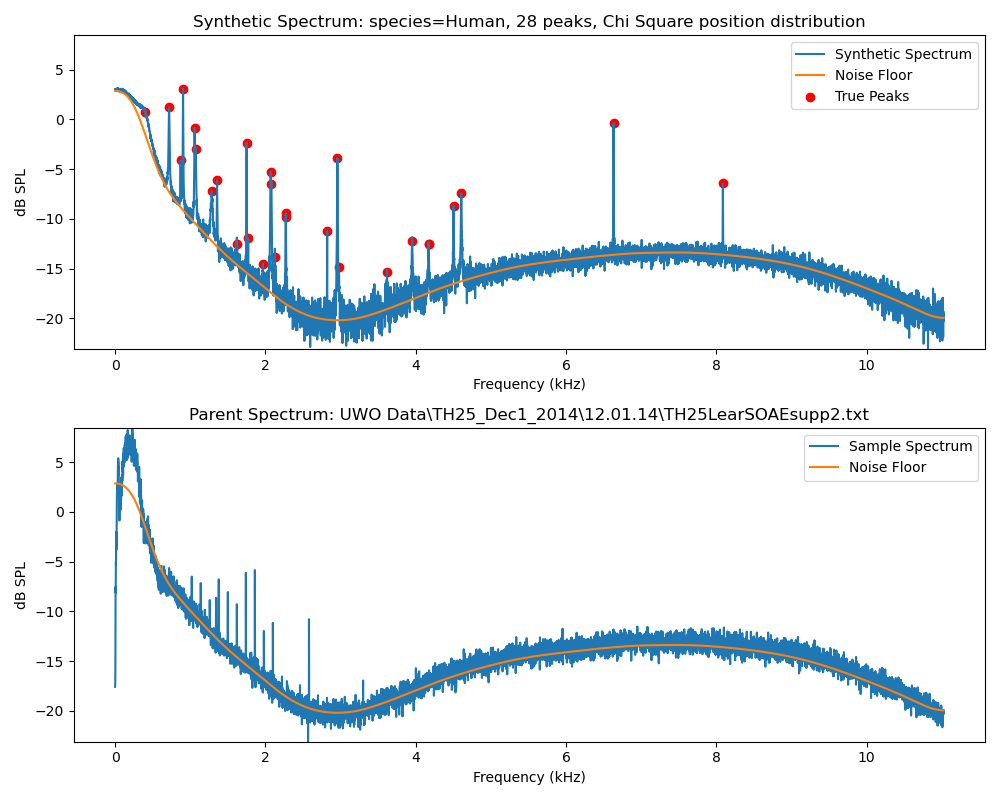 Synthetic Spectrum: species=Human, 28 peaks, Chi Square position distribution
5
0
−5
−10
−15
−20
dB SPL
Synthetic Spectrum
Noise Floor
True Peaks
0 2 4 6 8 10
Frequency (kHz)
Parent Spectrum: UWO Data\TH25_Dec1_2014\12.01.14\TH25LearSOAEsupp2.txt
5
0
−5
−10
−15
−20
dB SPL
Sample Spectrum
Noise Floor
0 2 4 6 8 10
Frequency (kHz)